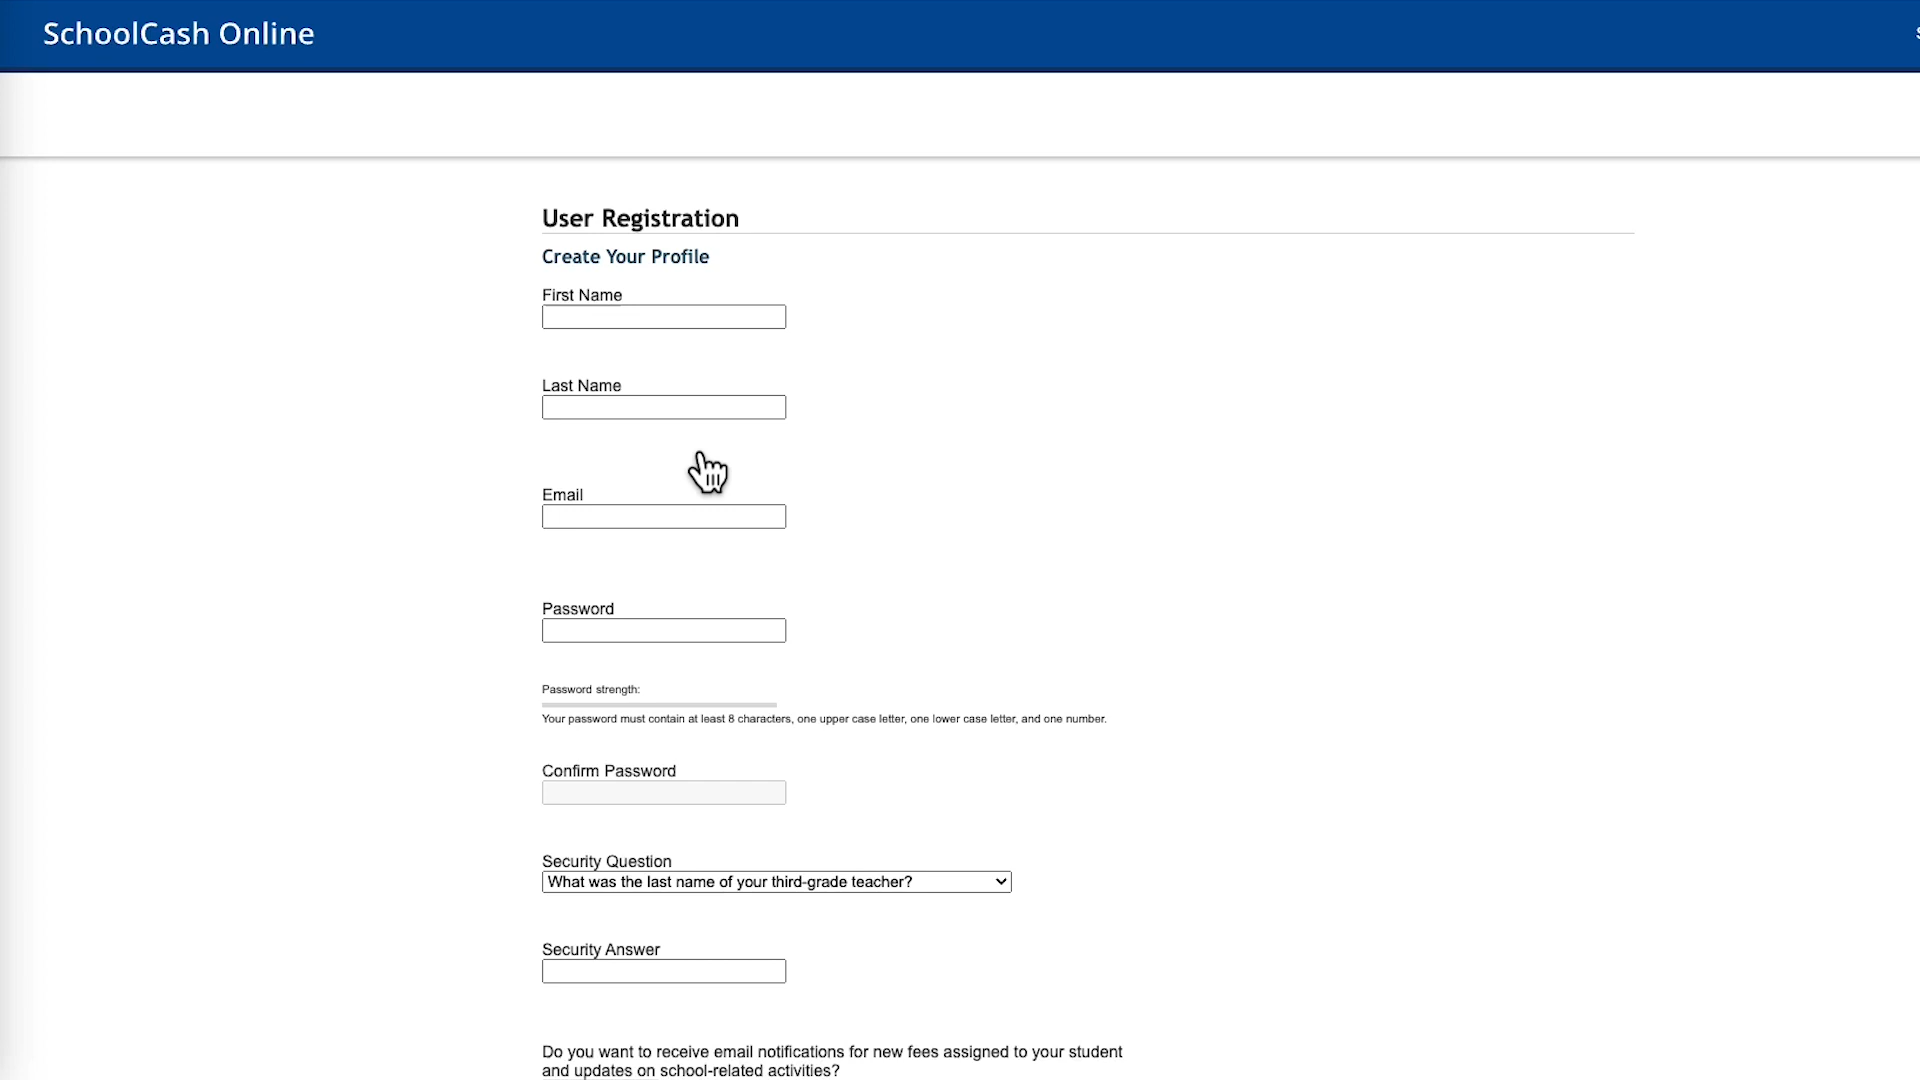 SchoolCash Online
User Registration
Create Your Profile
First Name
Last Name
Email
Password
Password strength:
Your password must contain at least 8 characters, one upper case letter, one lower case letter, and one number.
Confirm Password
Security Question
What was the last name of your third-grade teacher?
Security Answer
Do you want to receive email notifications for new fees assigned to your student
and updates on school-related activities?